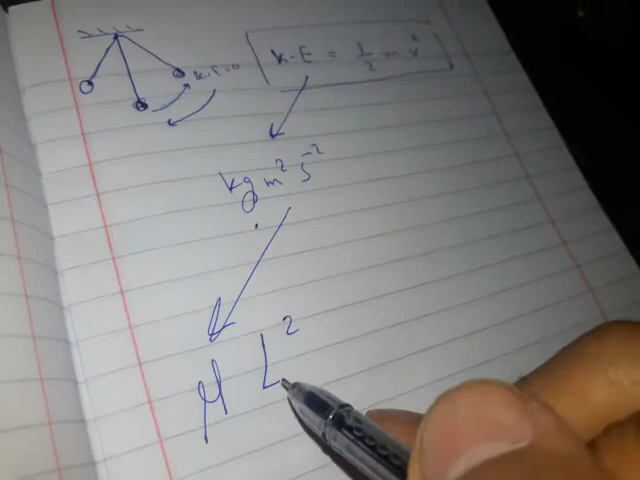 K.E = 0
K.E = 1/2 m v²
kg m² s⁻²
M L²